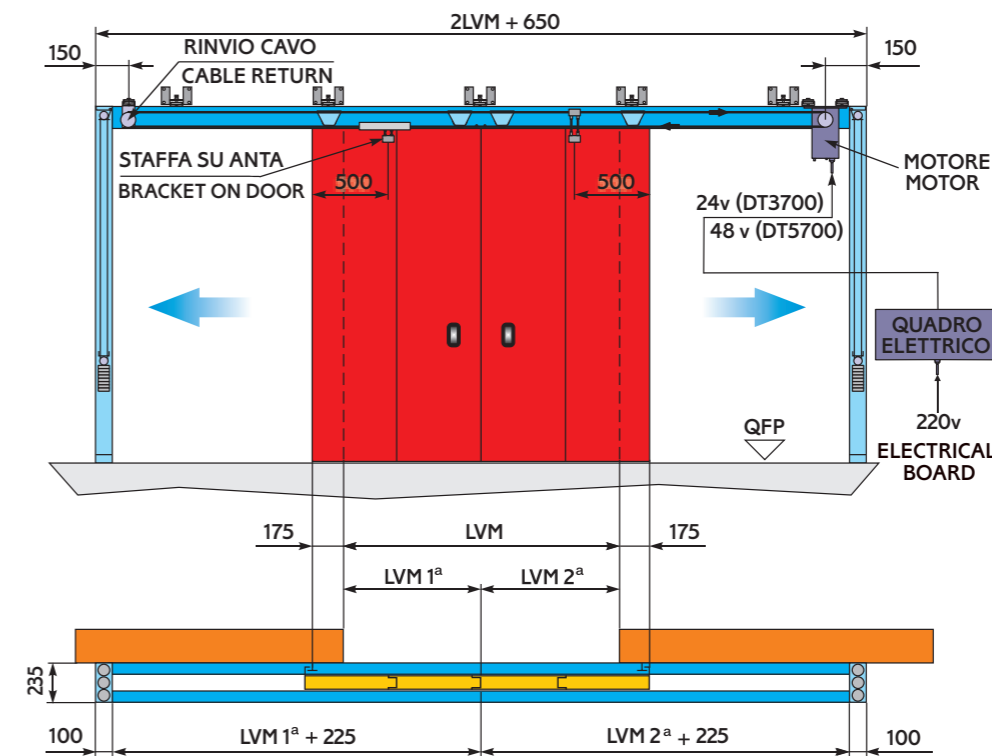 2LVM + 650
150
RINVIO CAVO
CABLE RETURN
150
STAFFA SU ANTA
BRACKET ON DOOR
500
500
MOTORE
MOTOR
24v (DT3700)
48 v (DT5700)
QUADRO
ELETTRICO
220v
ELECTRICAL
BOARD
QFP
175
LVM
175
LVM 1ª
LVM 2ª
235
100
LVM 1ª + 225
LVM 2ª + 225
100